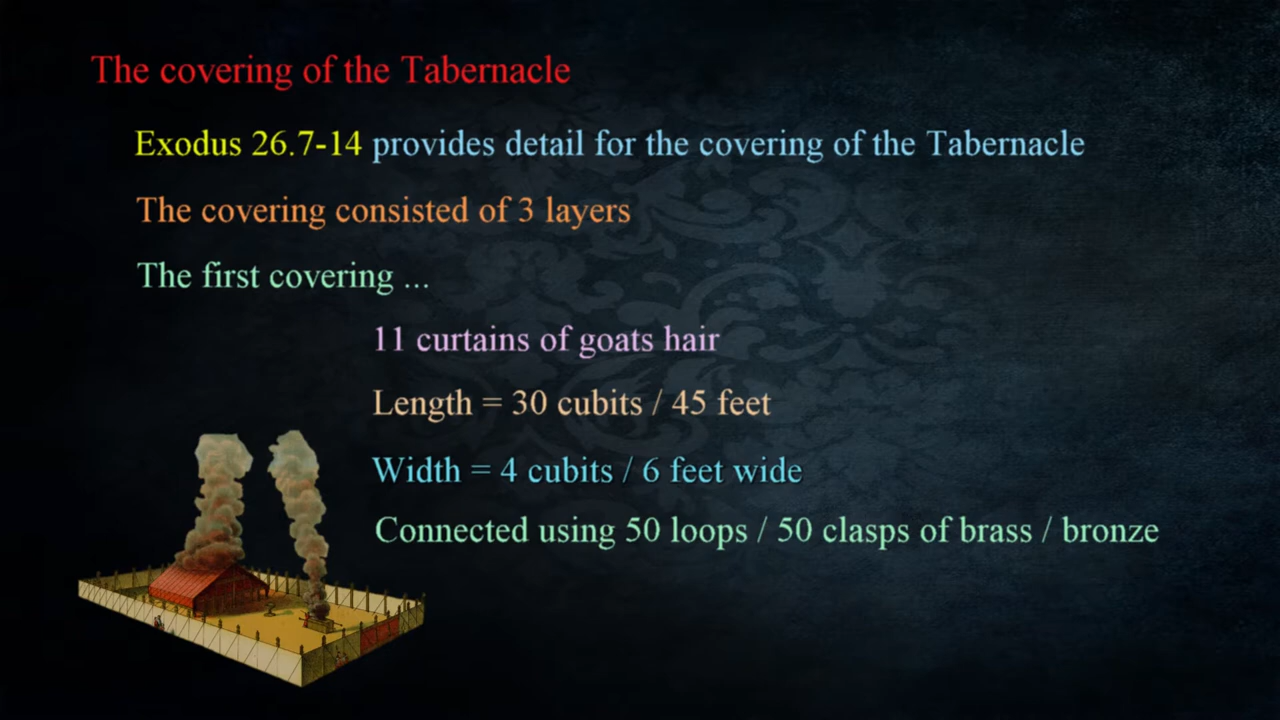 The covering of the Tabernacle
Exodus 26.7-14 provides detail for the covering of the Tabernacle
The covering consisted of 3 layers
The first covering ...
11 curtains of goats hair
Length = 30 cubits / 45 feet
Width = 4 cubits / 6 feet wide
Connected using 50 loops / 50 clasps of brass / bronze